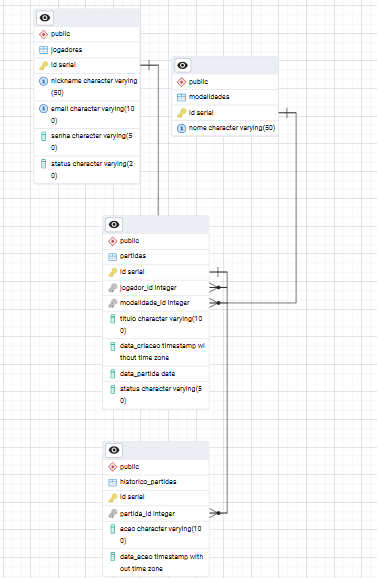 public
jogadores
id serial
nickname character varying
(50)
email character varying(10
0)
senha character varying(5
0)
status character varying(2
0)
public
modalidades
id serial
nome character varying(50)
public
partidas
id serial
jogador_id integer
modalidade_id integer
titulo character varying(10
0)
data_criacao timestamp wi
thout time zone
data_partida date
status character varying(5
0)
public
historico_partidas
id serial
partida_id integer
acao character varying(10
0)
data_acao timestamp with
out time zone